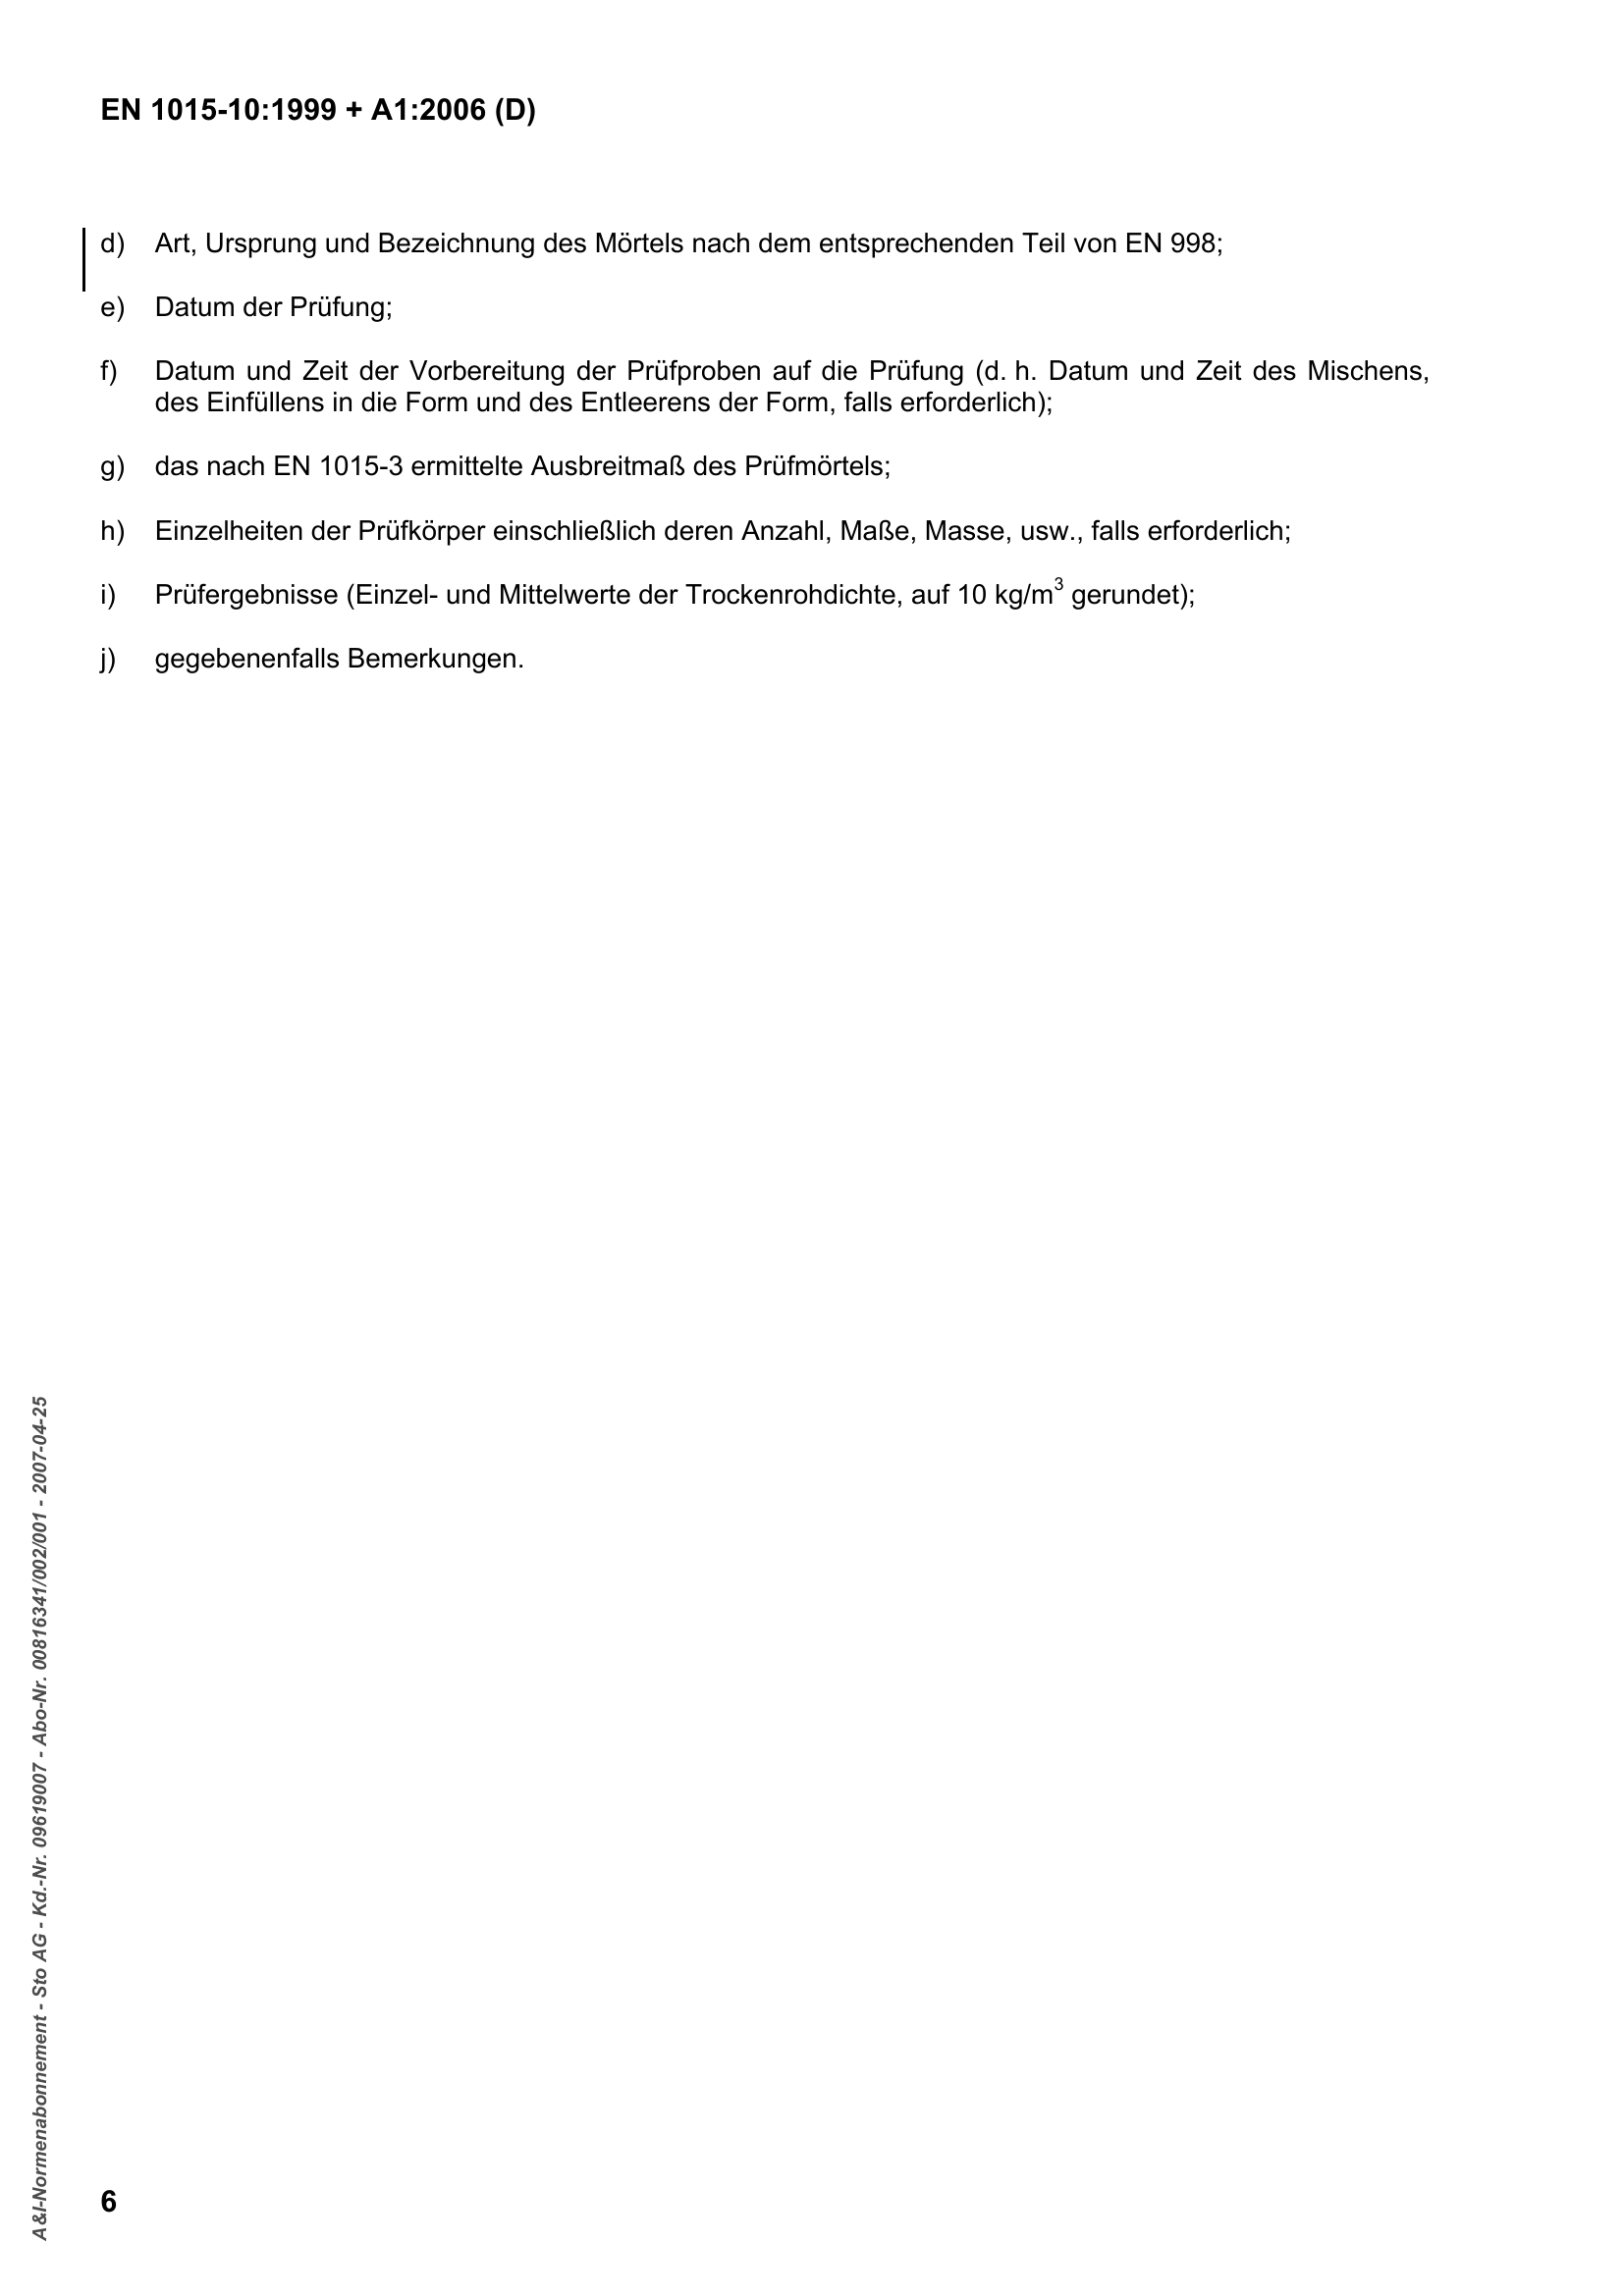 EN 1015-10:1999 + A1:2006 (D)
d) Art, Ursprung und Bezeichnung des Mörtels nach dem entsprechenden Teil von EN 998;
e) Datum der Prüfung;
f) Datum und Zeit der Vorbereitung der Prüfproben auf die Prüfung (d. h. Datum und Zeit des Mischens,
des Einfüllens in die Form und des Entleerens der Form, falls erforderlich);
g) das nach EN 1015-3 ermittelte Ausbreitmaß des Prüfmörtels;
h) Einzelheiten der Prüfkörper einschließlich deren Anzahl, Maße, Masse, usw., falls erforderlich;
i) Prüfergebnisse (Einzel- und Mittelwerte der Trockenrohdichte, auf 10 kg/m³ gerundet);
j) gegebenenfalls Bemerkungen.
A&I-Normenabonnement - Sto AG - Kd.-Nr. 09619007 - Abo-Nr. 00816341/002/001 - 2007-04-25
6